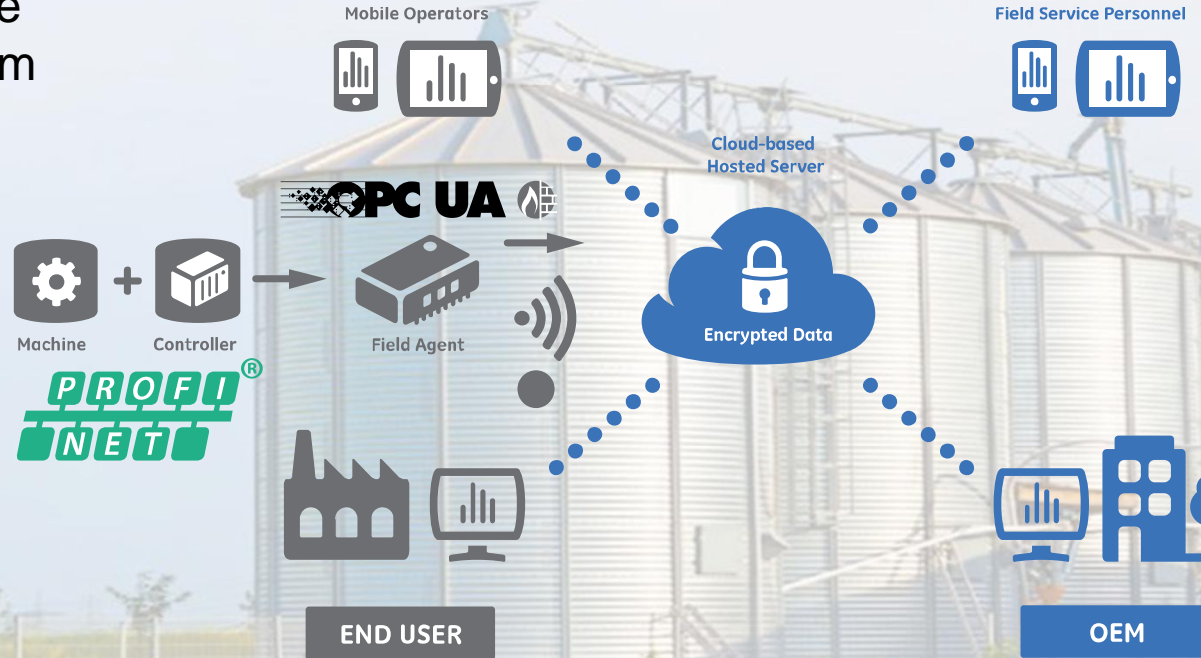 e
m
Mobile Operators
Field Service Personnel
Cloud-based
Hosted Server
OPC UA
Machine
+
Controller
Field Agent
Encrypted Data
PROFI®
NET
END USER
OEM